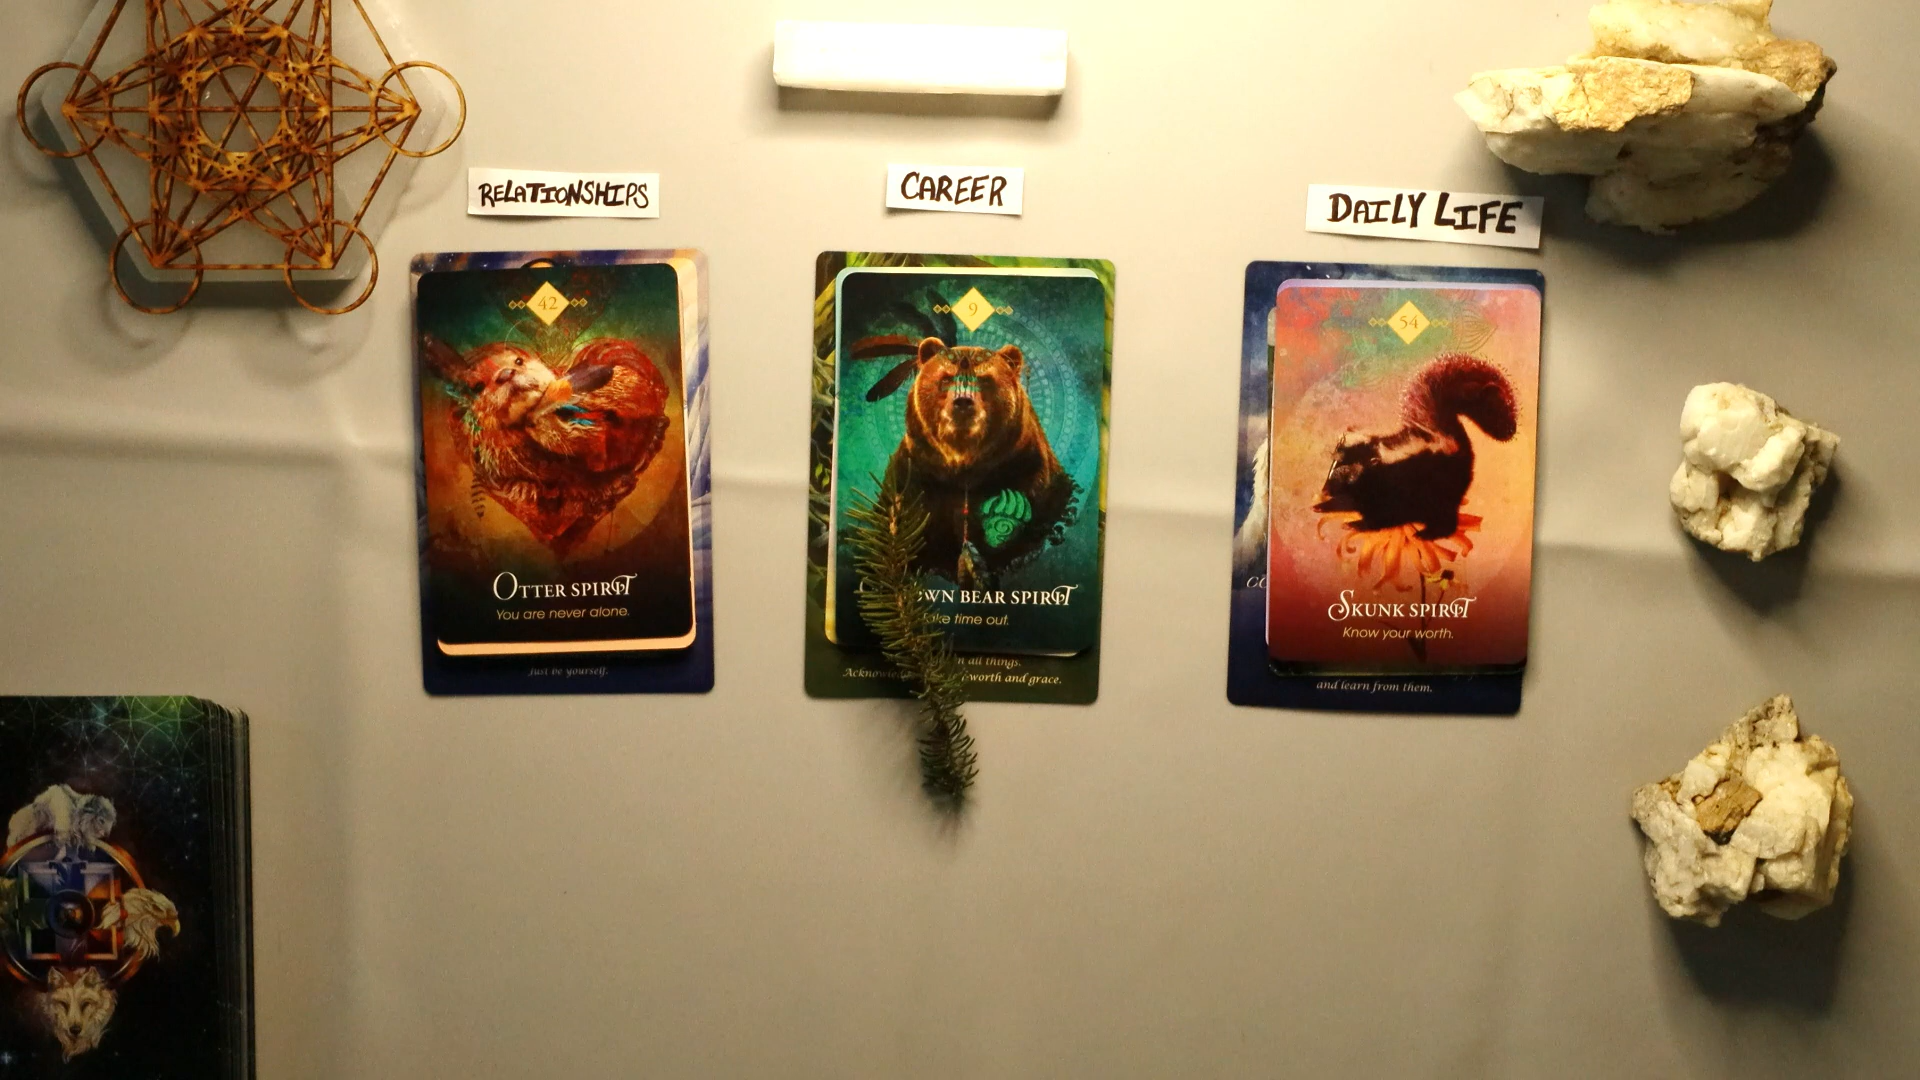 RELATIONSHIPS
CAREER
DAILY LIFE
42
OTTER SPIRIT
You are never alone.
Just be yourself.
9
WN BEAR SPIRIT
Take time out.
in all things.
worth and grace.
54
SKUNK SPIRIT
Know your worth.
and learn from them.